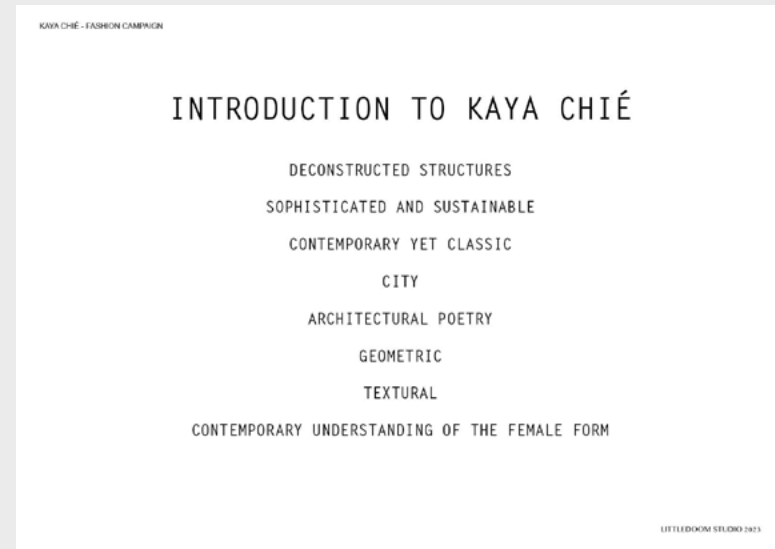 KAYA CHIÉ - FASHION CAMPAIGN
INTRODUCTION TO KAYA CHIÉ
DECONSTRUCTED STRUCTURES
SOPHISTICATED AND SUSTAINABLE
CONTEMPORARY YET CLASSIC
CITY
ARCHITECTURAL POETRY
GEOMETRIC
TEXTURAL
CONTEMPORARY UNDERSTANDING OF THE FEMALE FORM
LITTLEDOOM STUDIO 2023